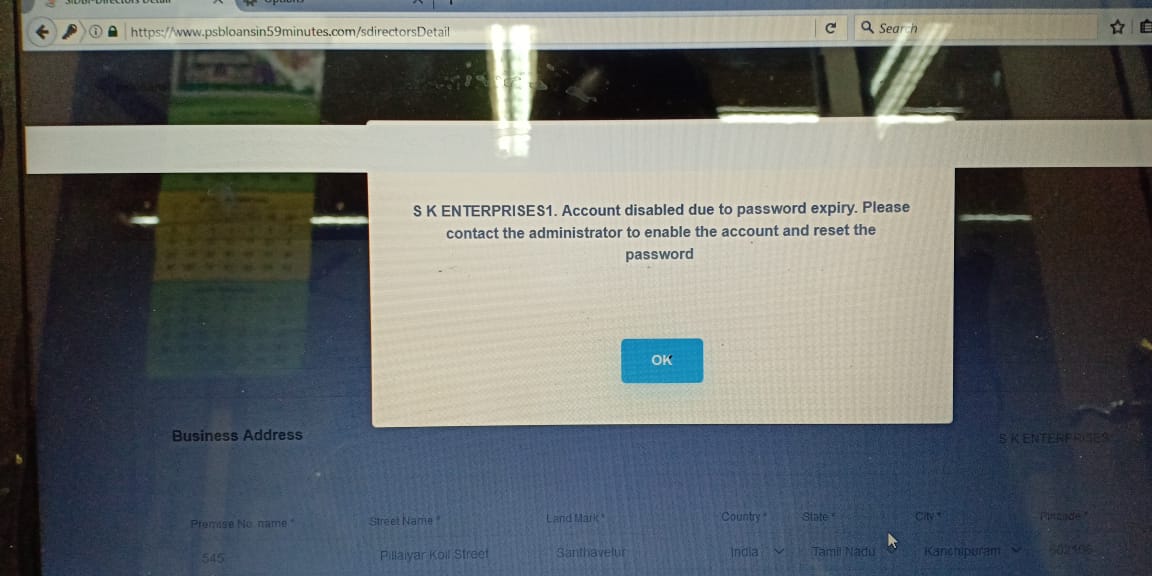 https://www.psbloansin59minutes.com/sdirectorsDetail
Search
S K ENTERPRISES1. Account disabled due to password expiry. Please
contact the administrator to enable the account and reset the
password
OK
Business Address
S K ENTERPRISES
Premise No. name *
Street Name *
Land Mark *
Country *
State *
City *
Pincode *
545
Pillaiyar Koil Street
Santhavelur
India
Tamil Nadu
Kanchipuram